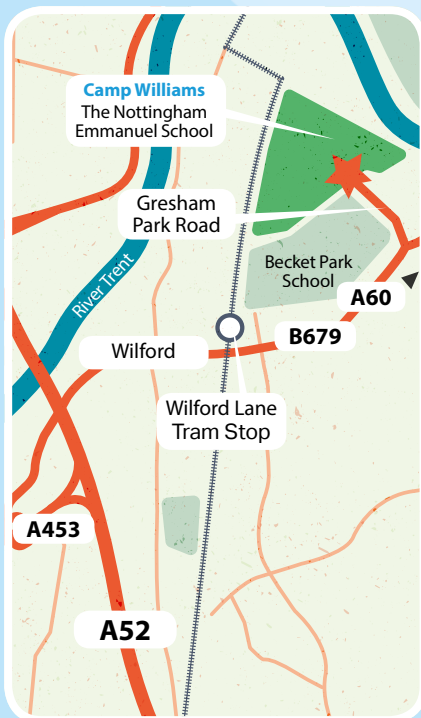 Camp Williams
The Nottingham
Emmanuel School
Gresham
Park Road
River Trent
Becket Park
School
A60
B679
Wilford
Wilford Lane
Tram Stop
A453
A52